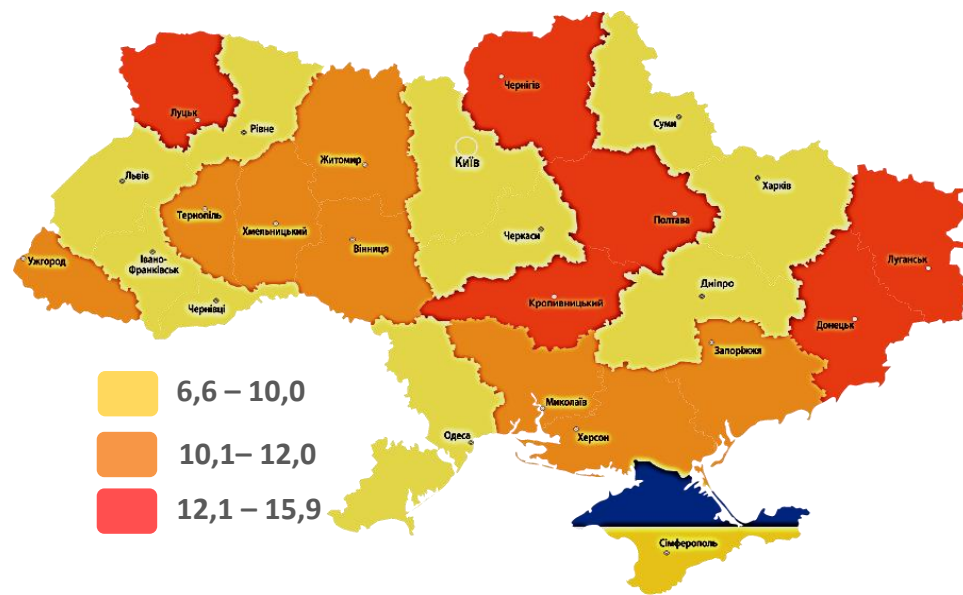 Чернігів
Луцьк
Рівне
Суми
Житомир
Київ
Львів
Харків
Тернопіль
Хмельницький
Полтава
Черкаси
Вінниця
Івано-
Франківськ
Ужгород
Луганськ
Чернівці
Дніпро
Кропивницький
Донецьк
Запоріжжя
6,6 – 10,0
Миколаїв
Херсон
Одеса
10,1– 12,0
12,1 – 15,9
Сімферополь